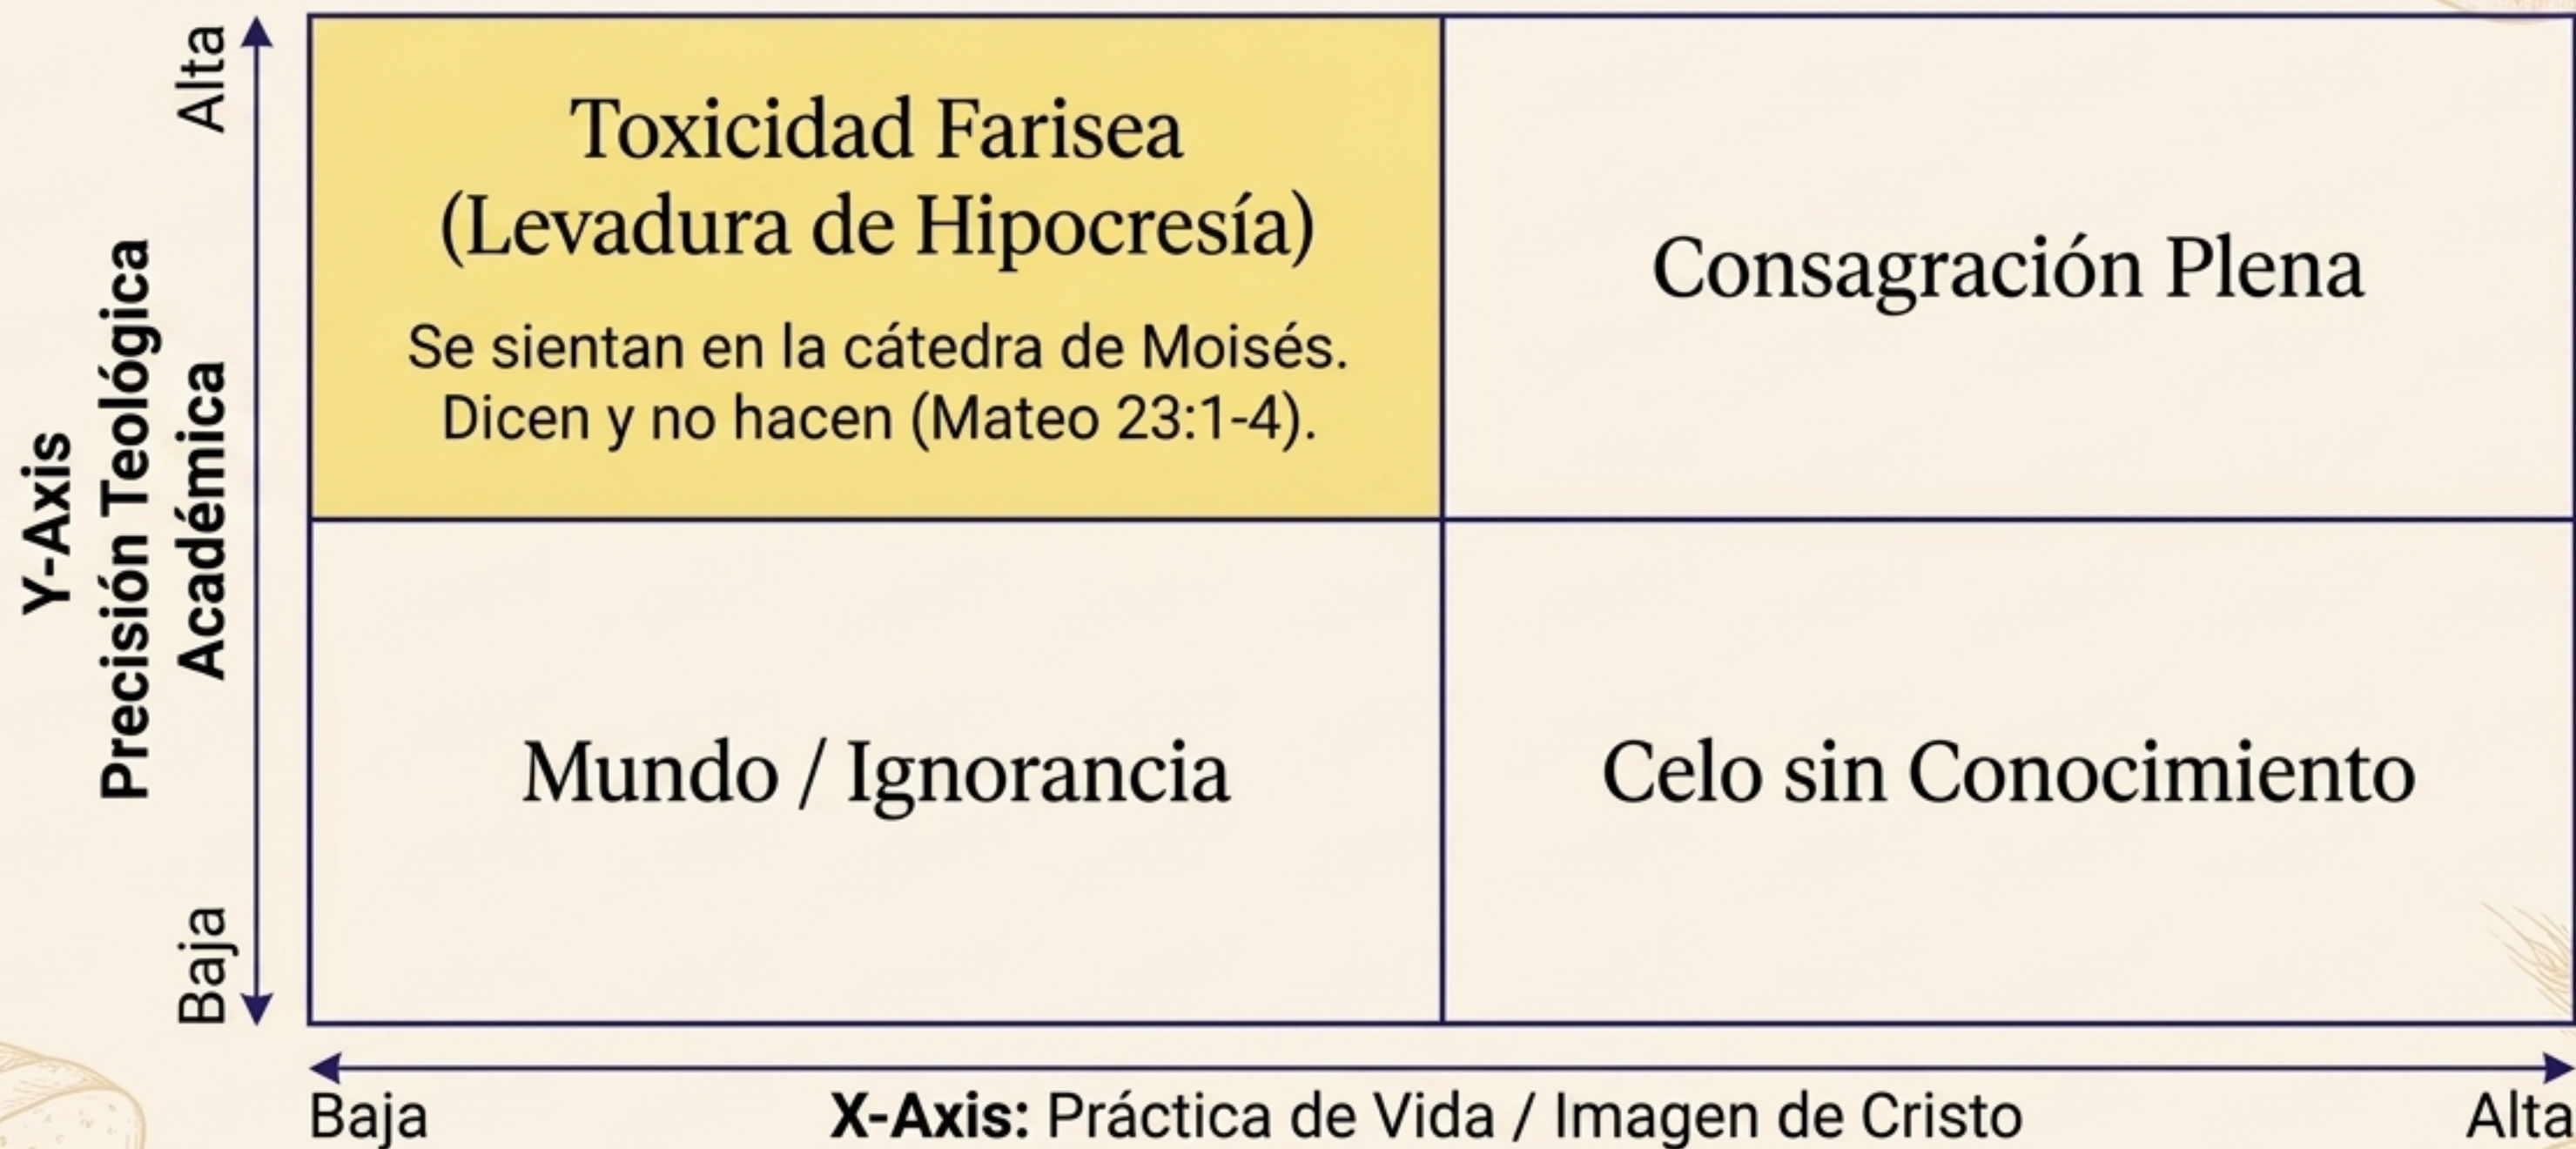 Alta
Y-Axis
Precisión Teológica
Académica
Baja
Toxicidad Farisea
(Levadura de Hipocresía)
Se sientan en la cátedra de Moisés.
Dicen y no hacen (Mateo 23:1-4).
Consagración Plena
Mundo / Ignorancia
Celo sin Conocimiento
Baja
X-Axis: Práctica de Vida / Imagen de Cristo
Alta